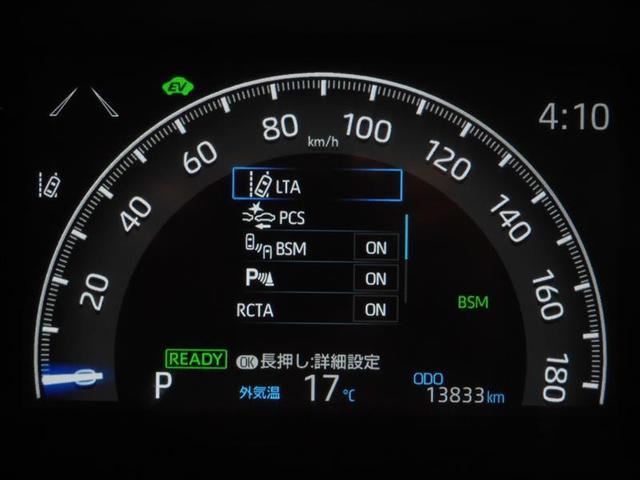 EV
4:10
0 20 40 60 80 100 120 140 160 180
km/h
LTA
PCS
BSM ON
P ON
RCTA ON
BSM
READY
OK 長押し:詳細設定
P
外気温 17℃
ODO
13833 km